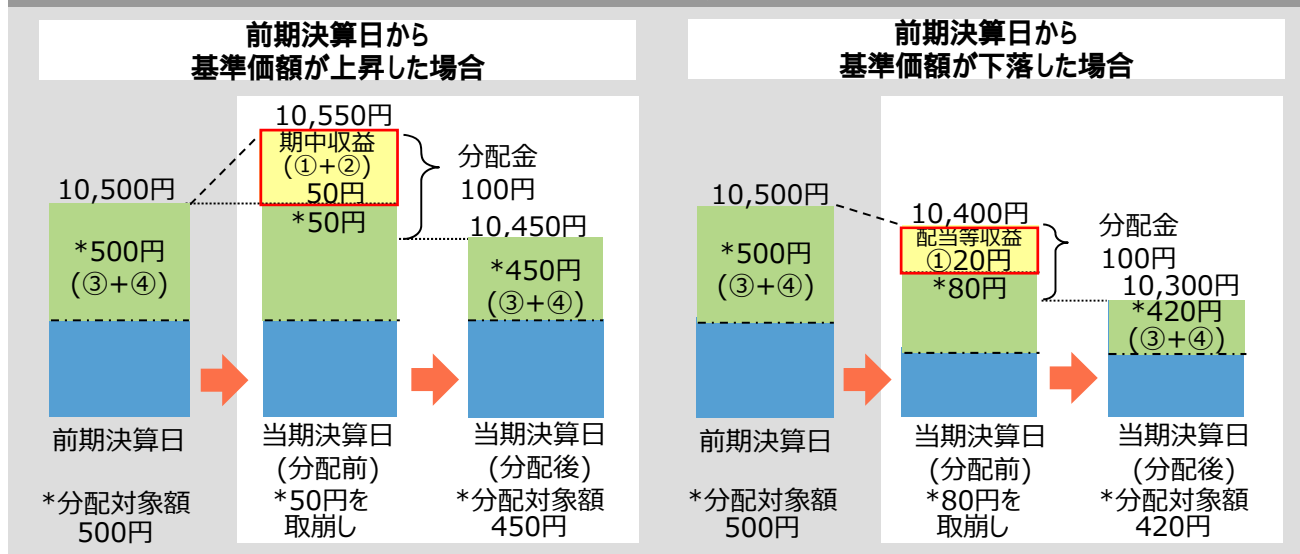 前期決算日から
基準価額が上昇した場合
10,550円
期中収益
(①+②)
50円
*50円
分配金
100円
10,500円
*500円
(③+④)
10,450円
*450円
(③+④)
前期決算日
当期決算日
(分配前)
*50円を
取崩し
当期決算日
(分配後)
*分配対象額
450円
*分配対象額
500円
前期決算日から
基準価額が下落した場合
10,500円
*500円
(③+④)
10,400円
配当等収益
①20円
*80円
分配金
100円
10,300円
*420円
(③+④)
前期決算日
当期決算日
(分配前)
*80円を
取崩し
当期決算日
(分配後)
*分配対象額
420円
*分配対象額
500円